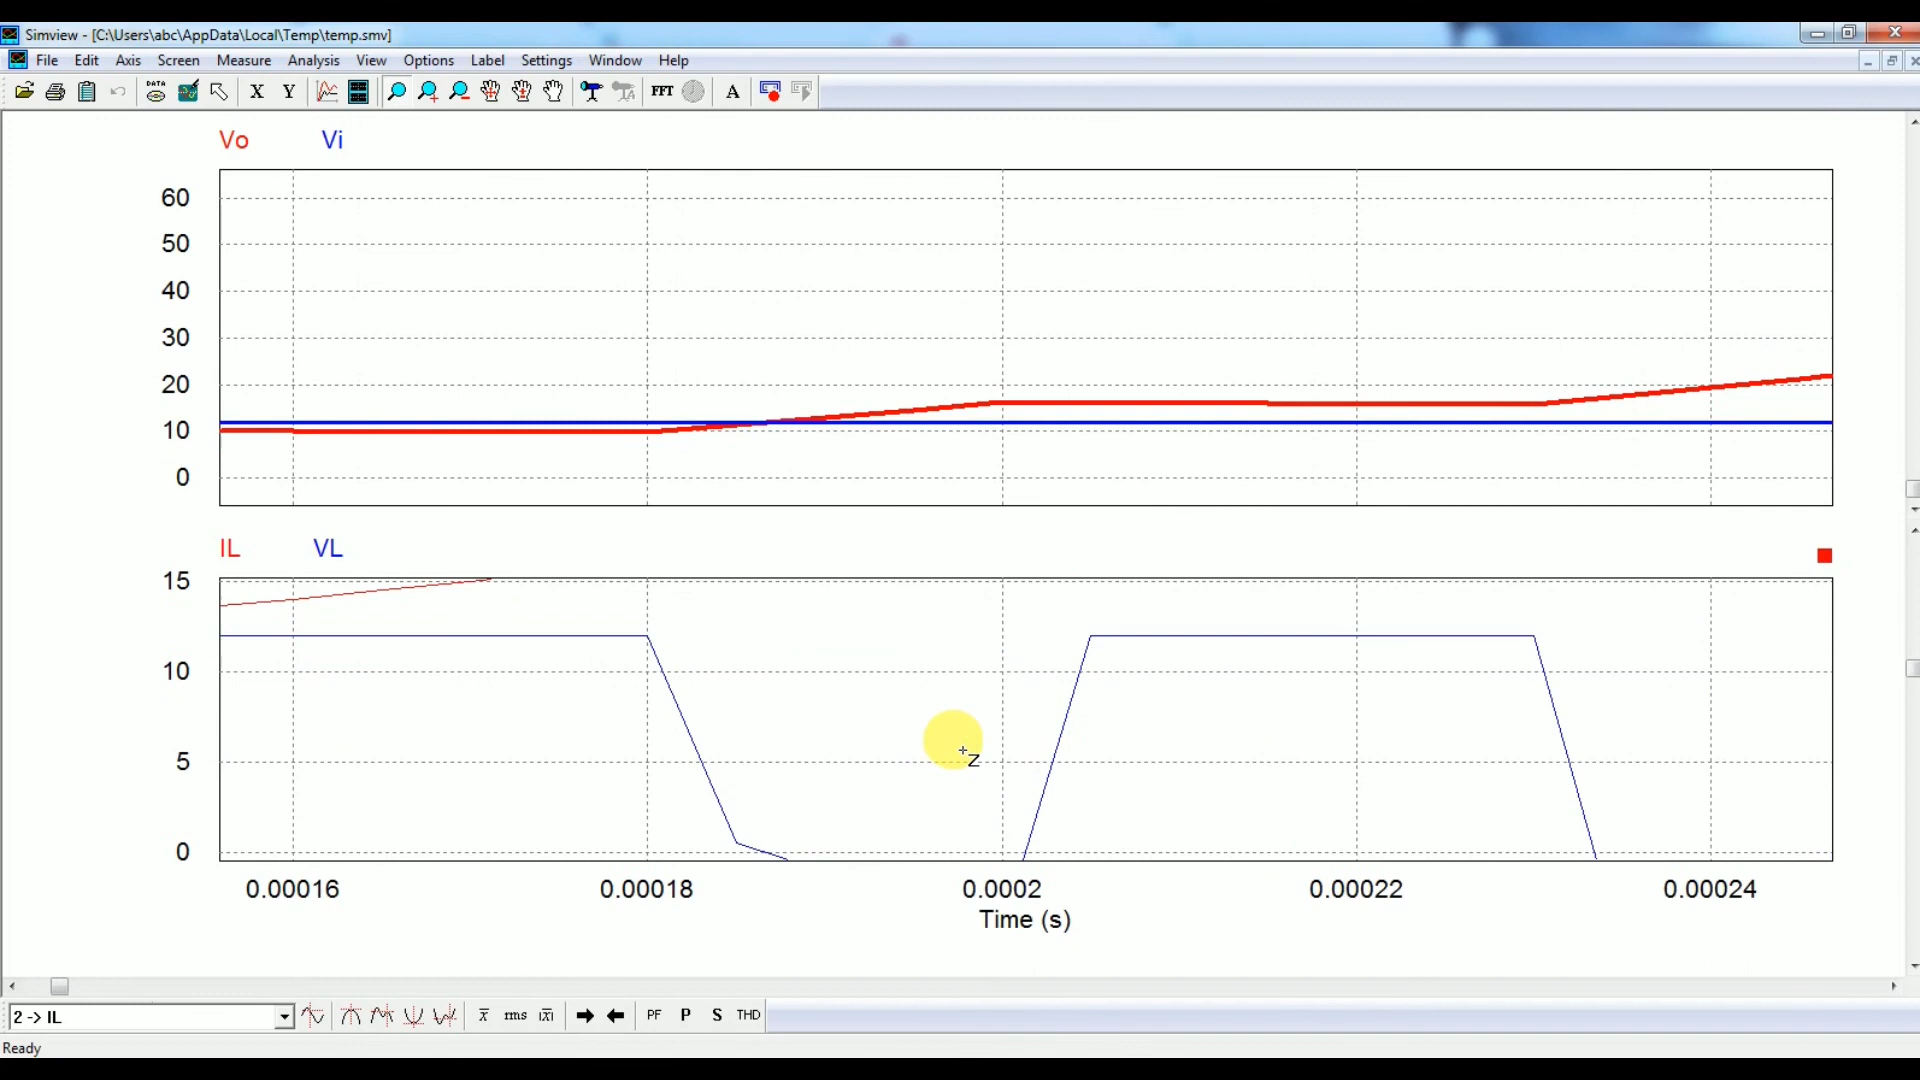 Simview - [C:\Users\abc\AppData\Local\Temp\temp.smv]
File Edit Axis Screen Measure Analysis View Options Label Settings Window Help
DATA X Y FFT A
Vo Vi
60
50
40
30
20
10
0
IL VL
15
10
5
0
0.00016 0.00018 0.0002 0.00022 0.00024
Time (s)
Z
2 -> IL x rms |x| PF P S THD
Ready